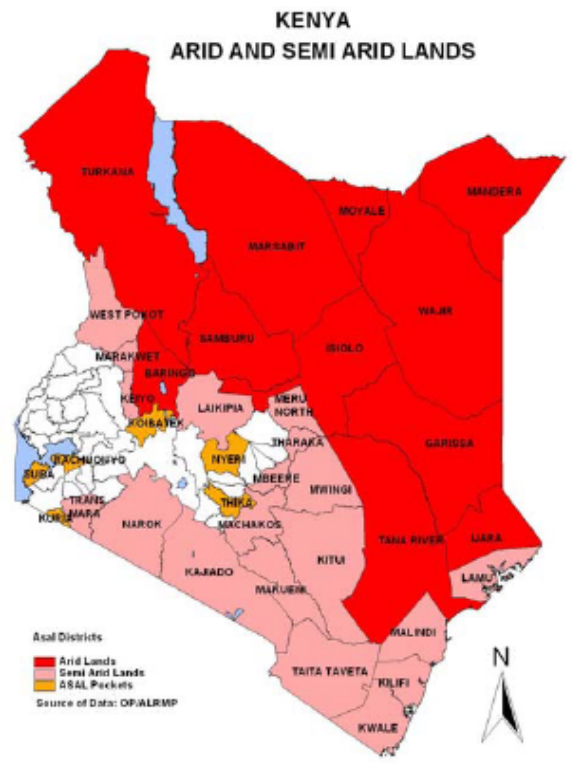 KENYA
ARID AND SEMI ARID LANDS
TURKANA
MANDERA
MOYALE
MARSABIT
WAJIR
WEST POKOT
SAMBURU
ISIOLO
MARAKWET
BARINGO
KEIYO
LAIKIPIA
MERU
NORTH
KOIBATEK
THARAKA
GARISSA
RACHUONYO
NYERI
SUBA
MBEERE
MWINGI
TRANS
MARA
KURIA
THIKA
NAROK
MACHAKOS
TANA RIVER
IJARA
KITUI
KAJIADO
MAKUENI
LAMU
MALINDI
TAITA TAVETA
KILIFI
KWALE
N
Asal Districts
Arid Lands
Semi Arid Lands
ASAL Pockets
Source of Data: OP/ALRMP